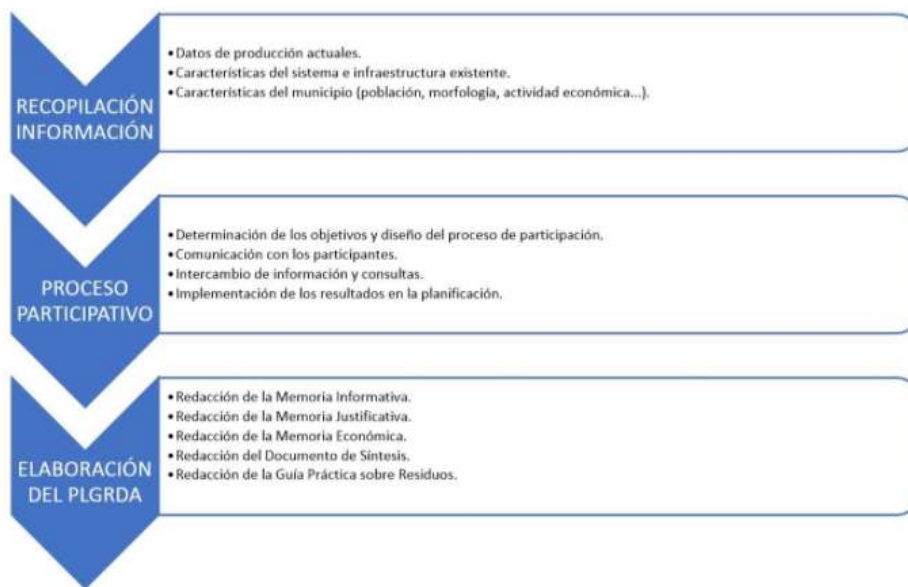 RECOPILACIÓN
INFORMACIÓN
•Datos de producción actuales.
•Características del sistema e infraestructura existente.
•Características del municipio (población, morfología, actividad económica...).
PROCESO
PARTICIPATIVO
•Determinación de los objetivos y diseño del proceso de participación.
•Comunicación con los participantes.
•Intercambio de información y consultas.
•Implementación de los resultados en la planificación.
ELABORACIÓN
DEL PLGRDA
•Redacción de la Memoria Informativa.
•Redacción de la Memoria Justificativa.
•Redacción de la Memoria Económica.
•Redacción del Documento de Síntesis.
•Redacción de la Guía Práctica sobre Residuos.